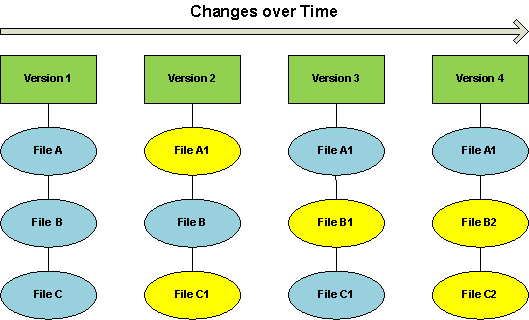 Changes over Time
Version 1
Version 2
Version 3
Version 4
File A
File A1
File A1
File A1
File B
File B
File B1
File B2
File C
File C1
File C1
File C2